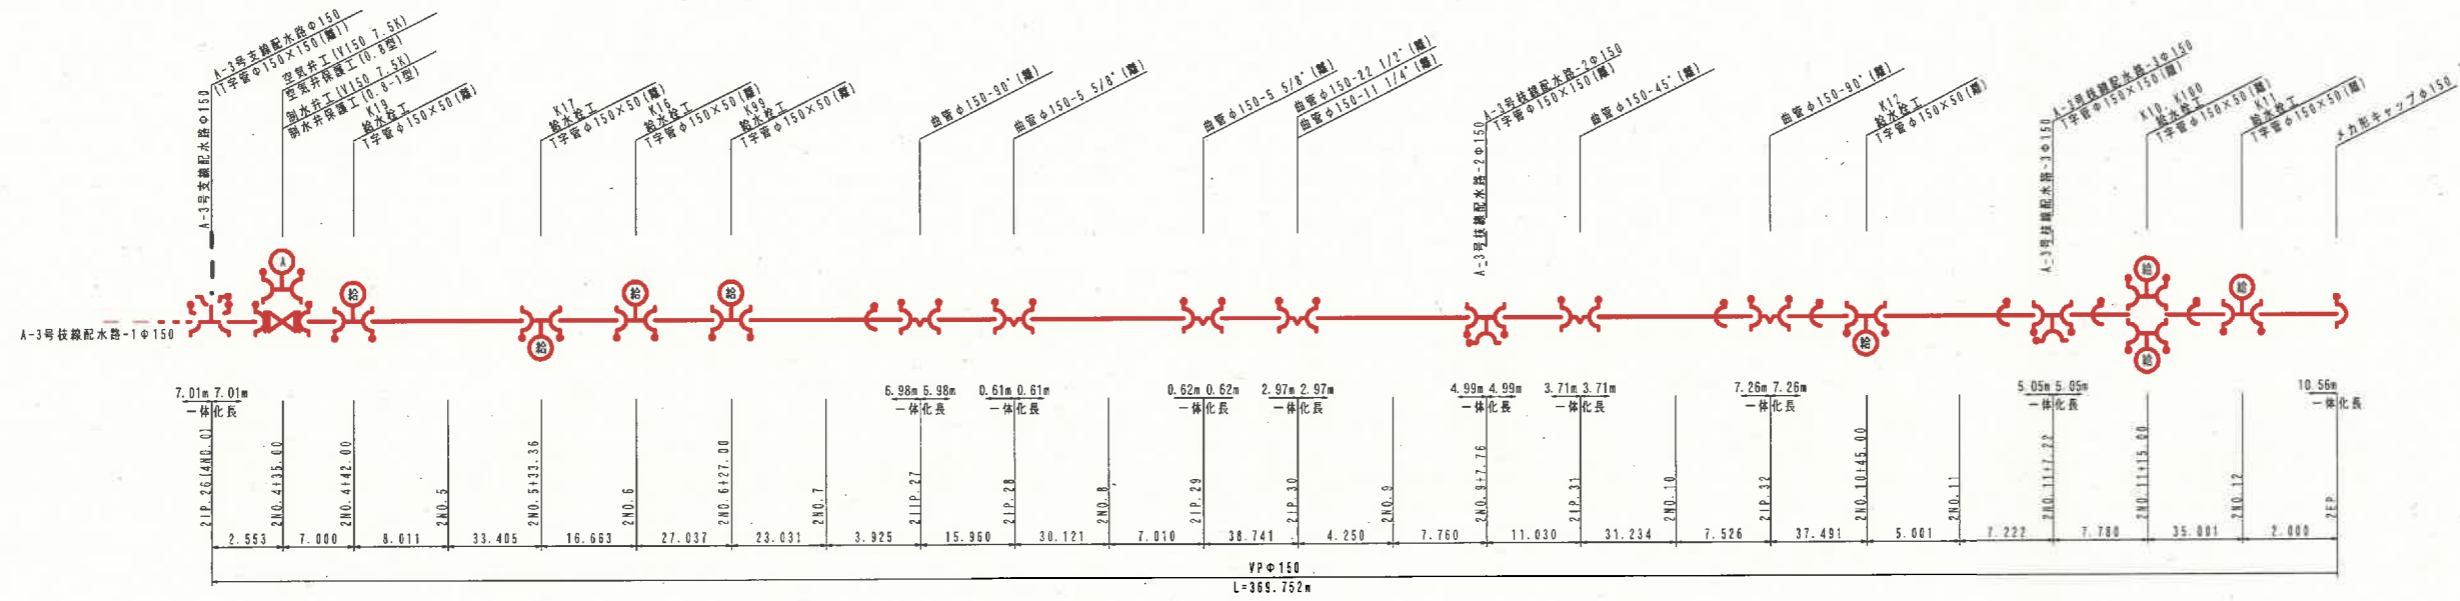 A-3号支線配水路Φ150
(T字管Φ150×150(離))
空気弁工(V150 7.5K)
空気弁保護工(0.8型)
制水弁工(V150 7.5K)
制水弁保護工(0.8-1型)
K19
給水栓工
T字管φ150×50(離)
K17
給水栓工
T字管φ150×50(離)
K16
給水栓工
T字管φ150×50(離)
K99
給水栓工
T字管φ150×50(離)
曲管φ150-90°(離)
曲管φ150-5 5/8°(離)
曲管φ150-5 5/8°(離)
曲管φ150-22 1/2°(離)
曲管φ150-11 1/4°(離)
A-3号枝線配水路-2Φ150
T字管Φ150×150(離)
曲管φ150-45°(離)
曲管φ150-90°(離)
K12
給水栓工
T字管φ150×50(離)
A-3号枝線配水路-3Φ150
T字管Φ150×150(離)
K10, K100
給水栓工
T字管φ150×50(離)
K11
給水栓工
T字管φ150×50(離)
メカ形キャップφ150
A-3号支線配水路Φ150
A-3号枝線配水路-2Φ150
A-3号枝線配水路-3Φ150
A
給
給
給
給
給
給
給
給
A-3号枝線配水路-1Φ150
7.01m 7.01m
一体化長
6.98m 6.98m
一体化長
0.61m 0.61m
一体化長
0.62m 0.62m
一体化長
2.97m 2.97m
一体化長
4.99m 4.99m
一体化長
3.71m 3.71m
一体化長
7.26m 7.26m
一体化長
5.05m 5.05m
一体化長
10.56m
一体化長
2IP.26(4NO.0)
2NO.4+35.00
2NO.4+42.00
2NO.5
2NO.5+33.36
2NO.6
2NO.6+27.00
2NO.7
2IP.27
2IP.28
2NO.8
2IP.29
2IP.30
2NO.9
2NO.9+7.76
2IP.31
2NO.10
2IP.32
2NO.10+45.00
2NO.11
2NO.11+7.22
2NO.11+15.00
2NO.12
2EP.
2.553 7.000 8.011 33.405 16.663 27.037 23.031 3.925 15.960 30.121 7.010 38.741 4.250 7.760 11.030 31.234 7.526 37.491 5.001 7.222 7.780 35.001 2.000
VPΦ150
L=369.752m